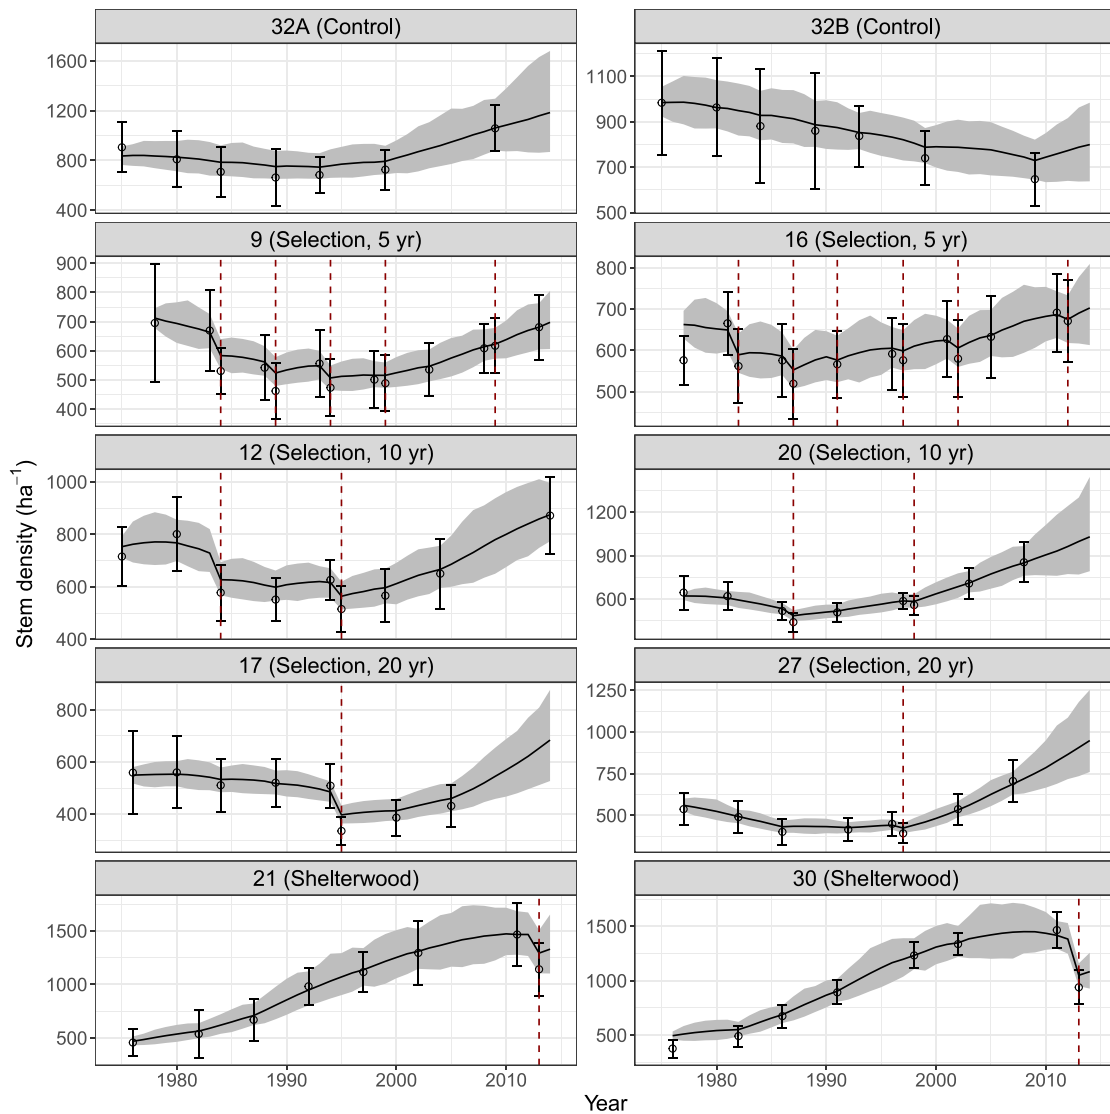 32A (Control)
32B (Control)
1600
1200
800
400
1100
900
700
500
9 (Selection, 5 yr)
16 (Selection, 5 yr)
900
800
700
600
500
400
800
700
600
500
12 (Selection, 10 yr)
20 (Selection, 10 yr)
1000
800
600
400
1200
900
600
17 (Selection, 20 yr)
27 (Selection, 20 yr)
800
600
400
1250
1000
750
500
21 (Shelterwood)
30 (Shelterwood)
1500
1000
500
1500
1000
500
1980 1990 2000 2010
1980 1990 2000 2010
Year
Stem density (ha⁻¹)